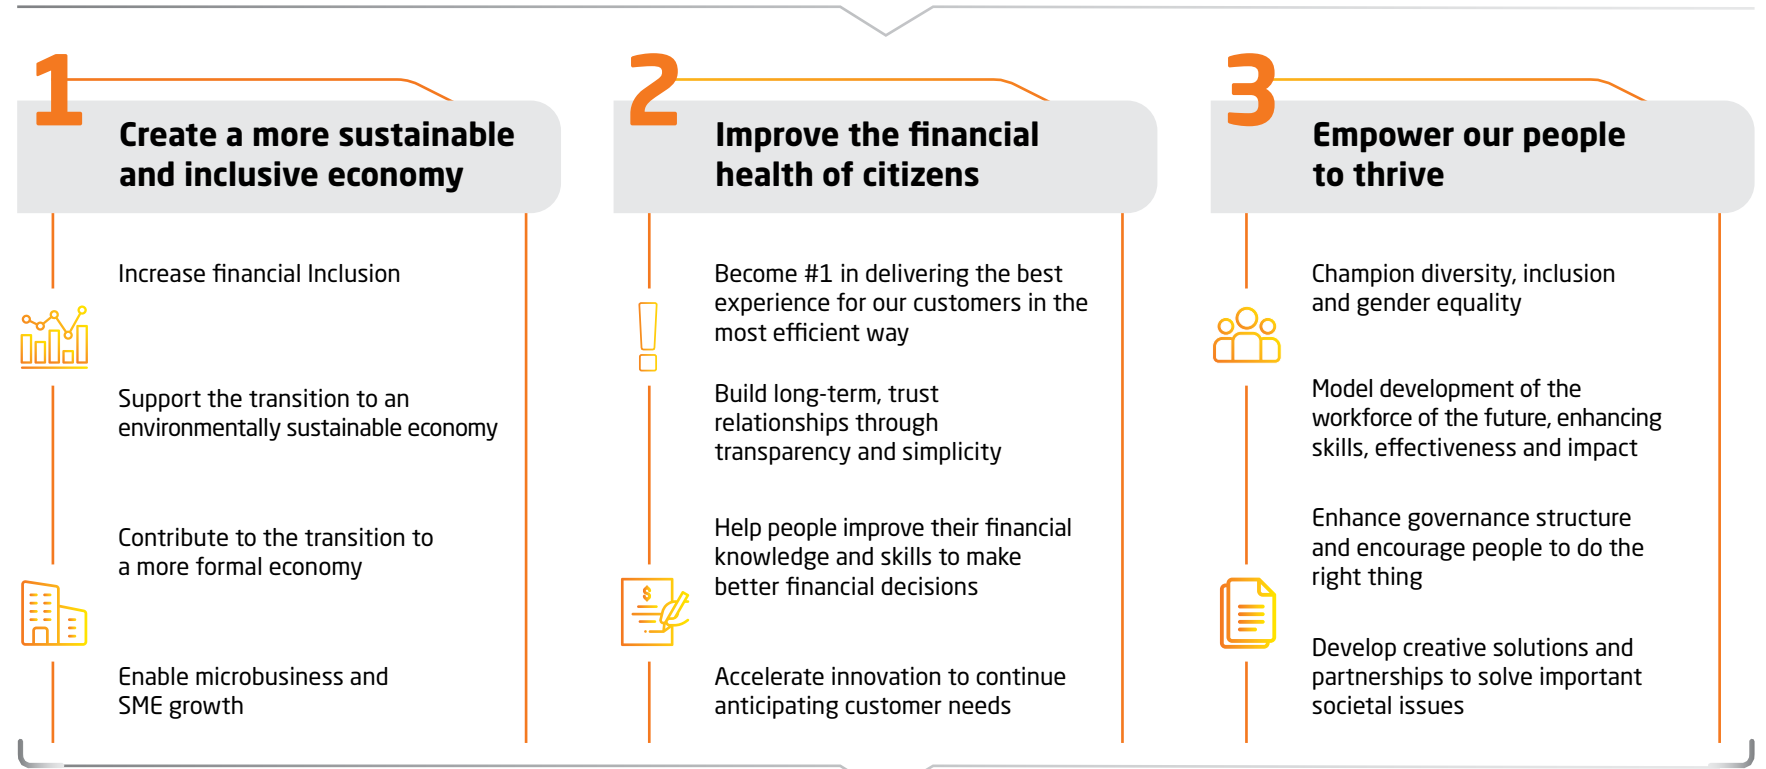 1
Create a more sustainable
and inclusive economy
Increase financial Inclusion
Support the transition to an
environmentally sustainable economy
Contribute to the transition to
a more formal economy
Enable microbusiness and
SME growth
2
Improve the financial
health of citizens
Become #1 in delivering the best
experience for our customers in the
most efficient way
Build long-term, trust
relationships through
transparency and simplicity
Help people improve their financial
knowledge and skills to make
better financial decisions
$
Accelerate innovation to continue
anticipating customer needs
3
Empower our people
to thrive
Champion diversity, inclusion
and gender equality
Model development of the
workforce of the future, enhancing
skills, effectiveness and impact
Enhance governance structure
and encourage people to do the
right thing
Develop creative solutions and
partnerships to solve important
societal issues